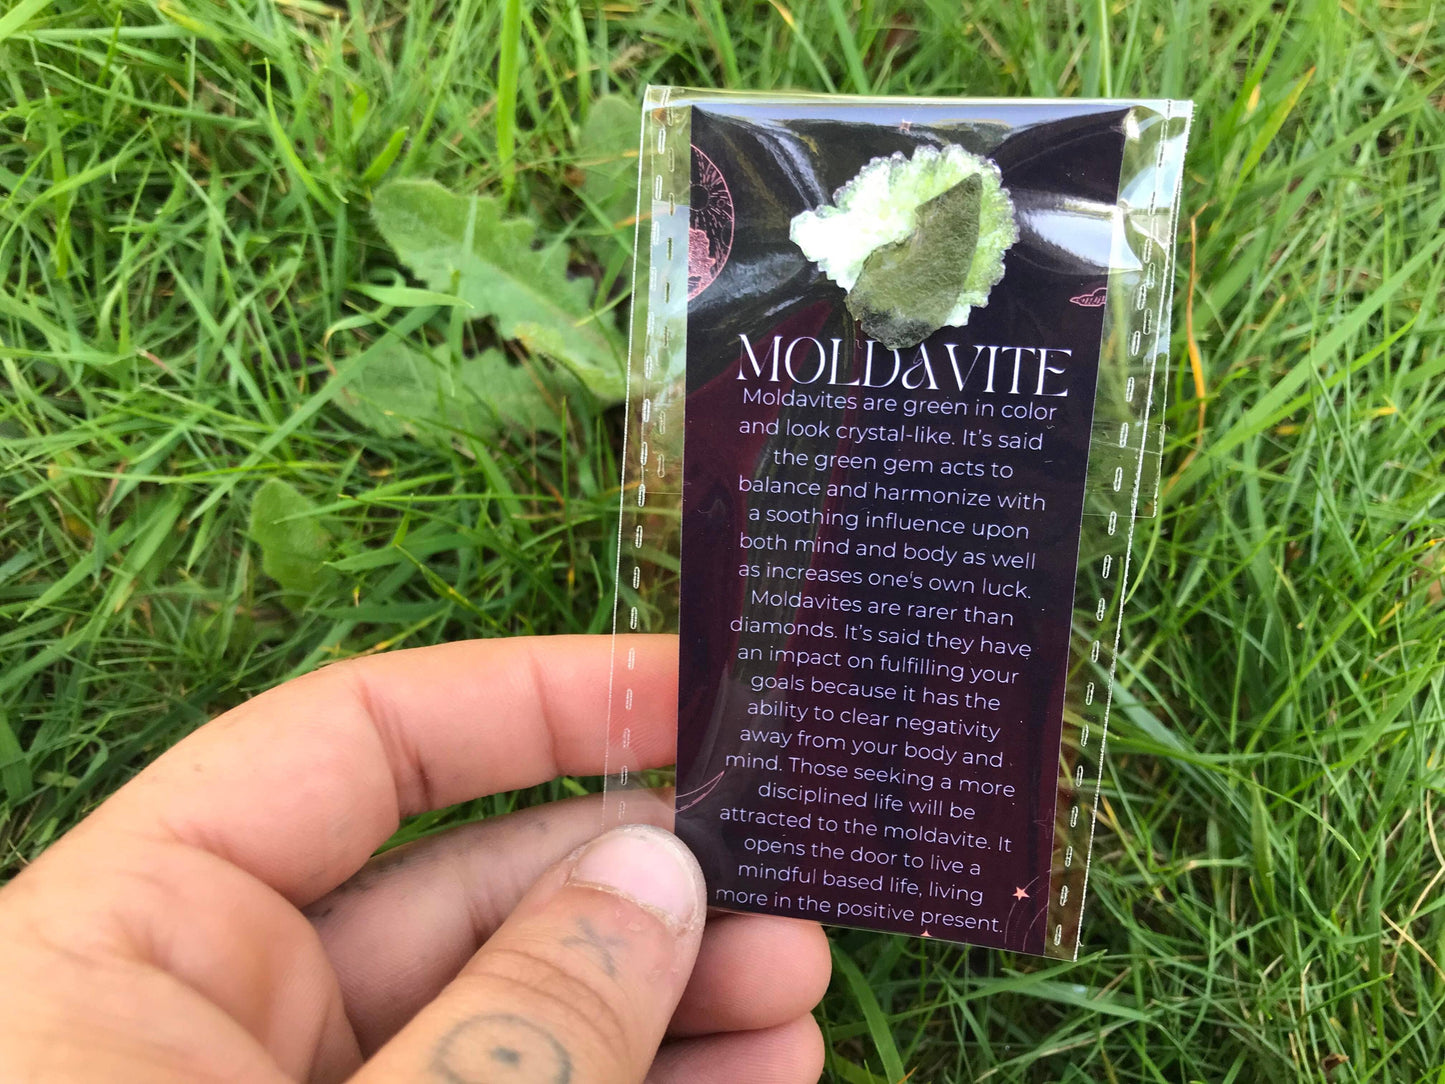 MOLDAVITE
Moldavites are green in color
and look crystal-like. It's said
the green gem acts to
balance and harmonize with
a soothing influence upon
both mind and body as well
as increases one's own luck.
Moldavites are rarer than
diamonds. It's said they have
an impact on fulfilling your
goals because it has the
ability to clear negativity
away from your body and
mind. Those seeking a more
disciplined life will be
attracted to the moldavite. It
opens the door to live a
mindful based life, living
more in the positive present.